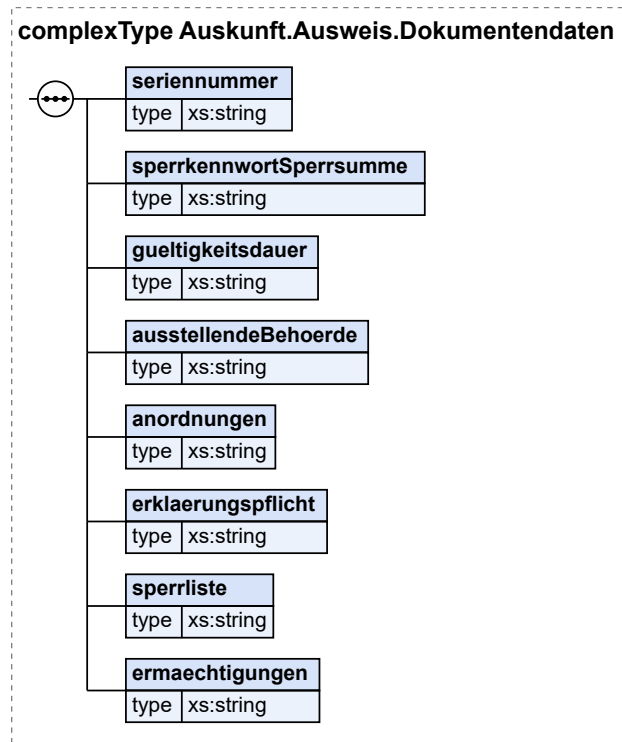 complexType Auskunft.Ausweis.Dokumentendaten
seriennummer
type xs:string
sperrkennwortSperrsumme
type xs:string
gueltigkeitsdauer
type xs:string
ausstellendeBehoerde
type xs:string
anordnungen
type xs:string
erklaerungspflicht
type xs:string
sperrliste
type xs:string
ermaechtigungen
type xs:string